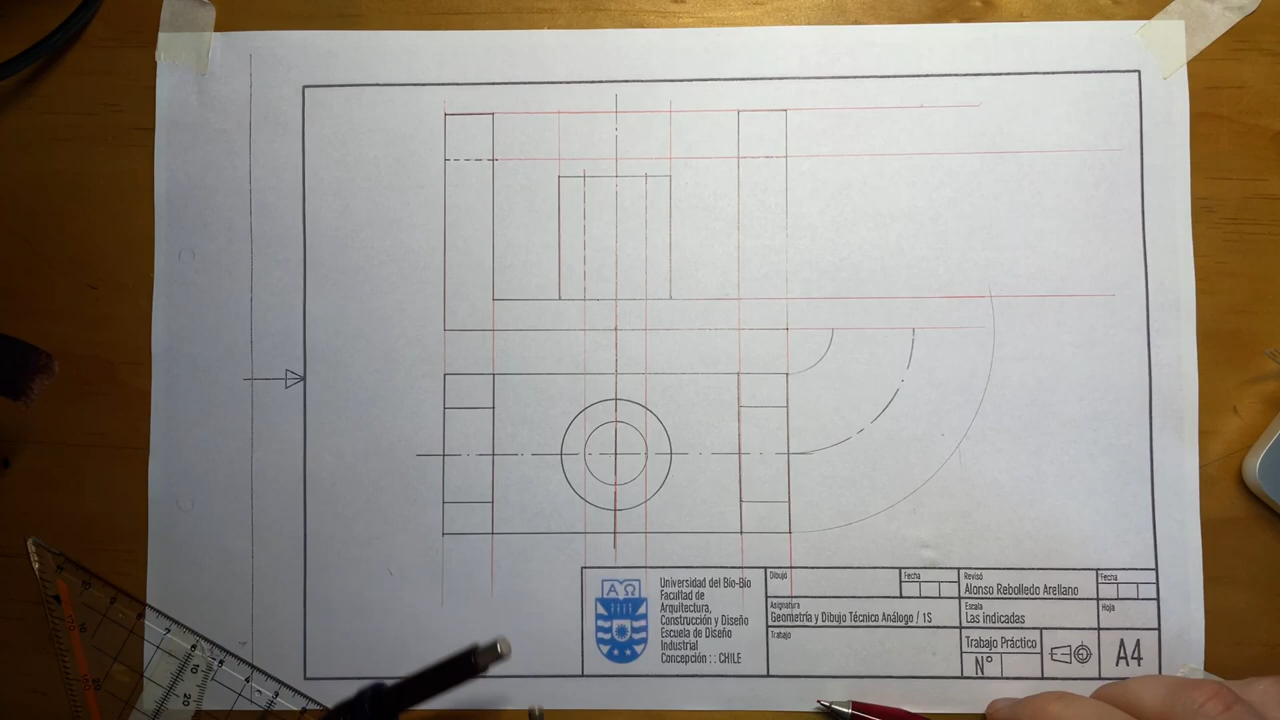 ΑΩ
Universidad del Bío-Bío
Facultad de
Arquitectura,
Construcción y Diseño
Escuela de Diseño
Industrial
Concepción : : CHILE
Dibujó
Fecha
Revisó
Alonso Rebolledo Arellano
Fecha
Asignatura
Geometría y Dibujo Técnico Análogo / 1S
Escala
Las indicadas
Hoja
Trabajo
Trabajo Práctico
N°
A4